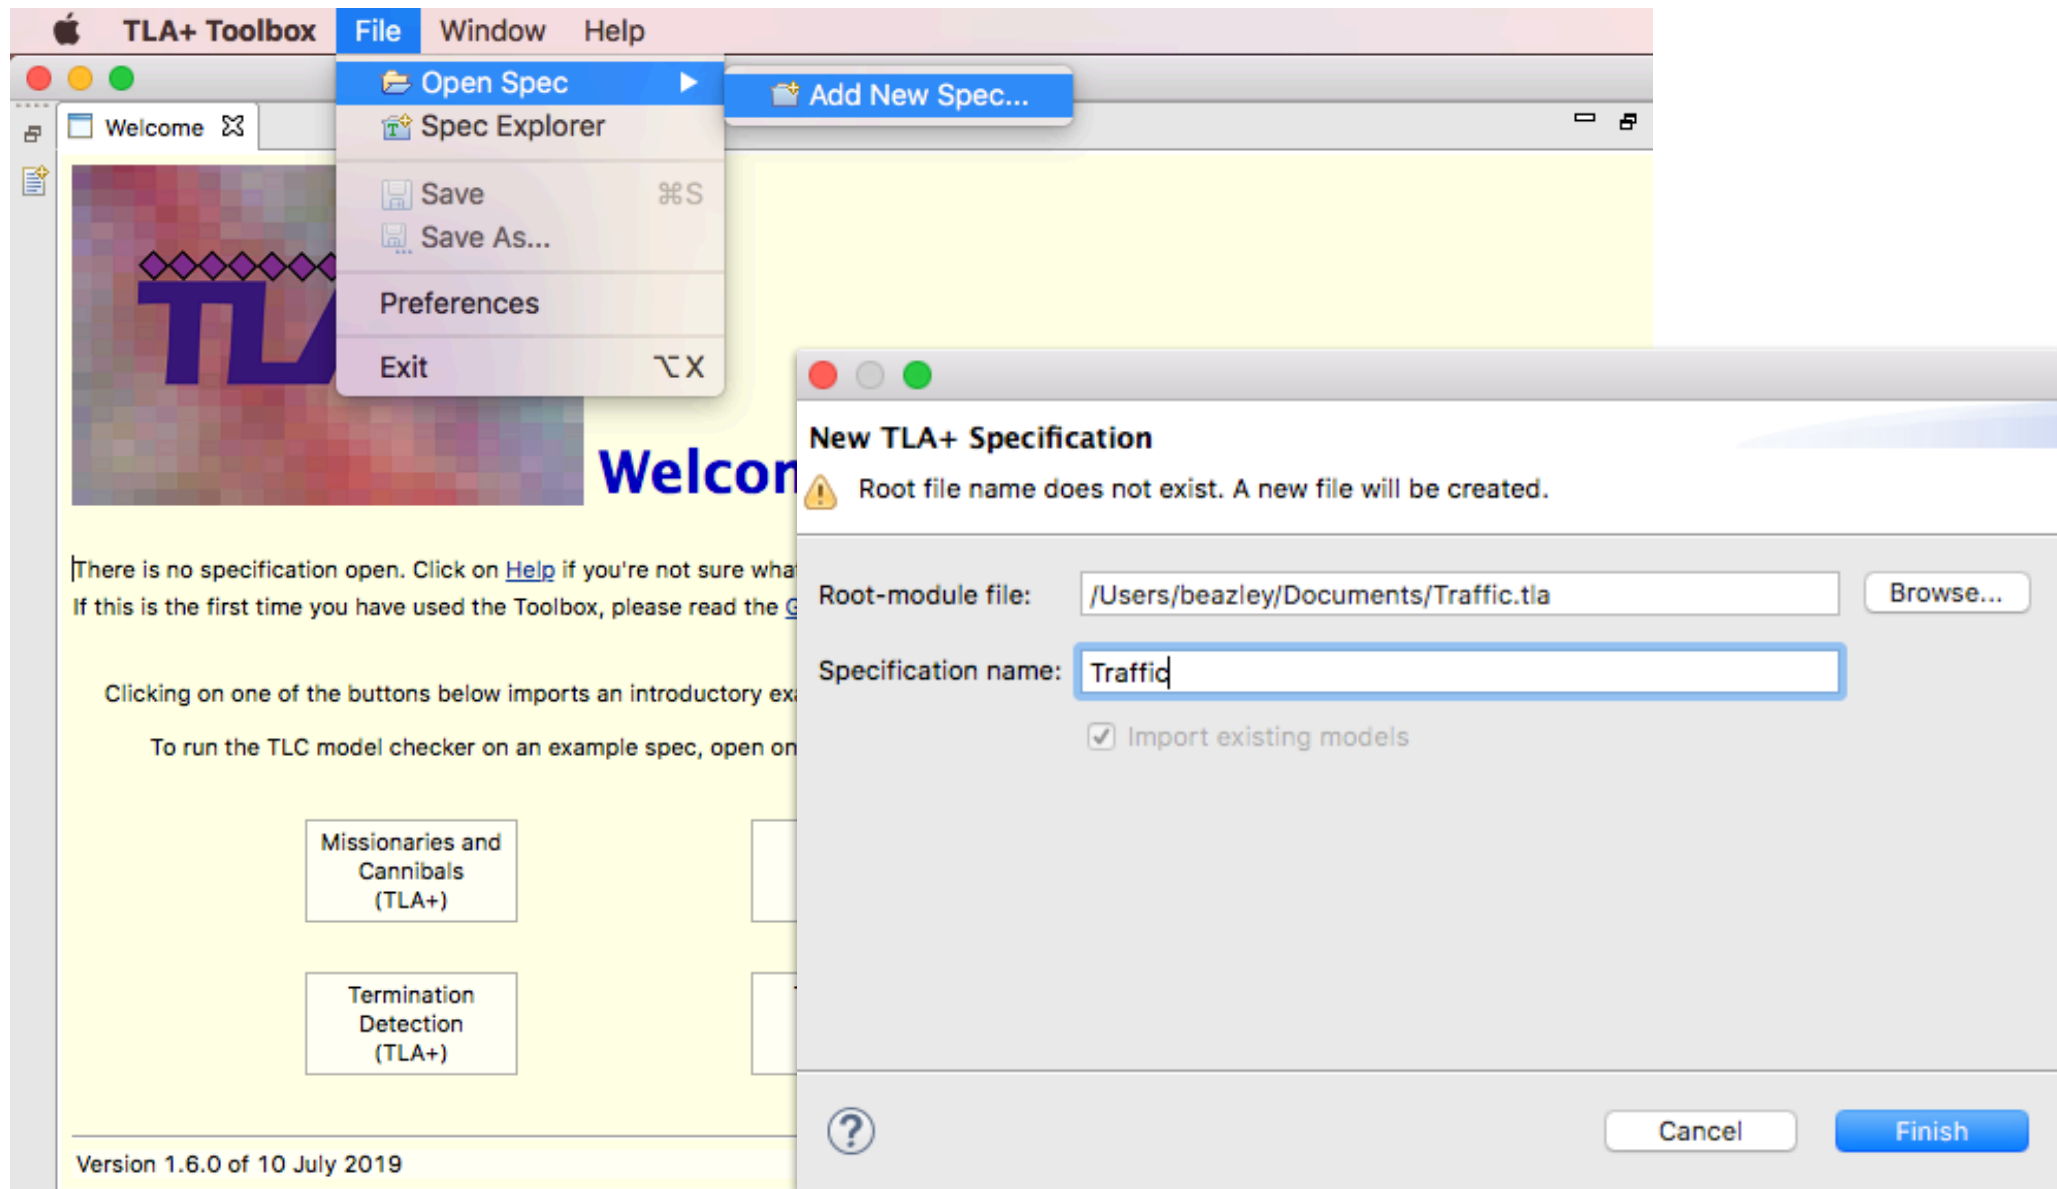 TLA+ Toolbox File Window Help
Open Spec
Add New Spec...
Spec Explorer
Save ⌘S
Save As...
Preferences
Exit ⌥X
Welcome
TLA
There is no specification open. Click on Help if you're not sure
If this is the first time you have used the Toolbox, please read the
Clicking on one of the buttons below imports an introductory
To run the TLC model checker on an example spec, open
Missionaries and
Cannibals
(TLA+)
Termination
Detection
(TLA+)
Version 1.6.0 of 10 July 2019
New TLA+ Specification
Root file name does not exist. A new file will be created.
Root-module file: /Users/beazley/Documents/Traffic.tla Browse...
Specification name: Traffic
Import existing models
Cancel Finish